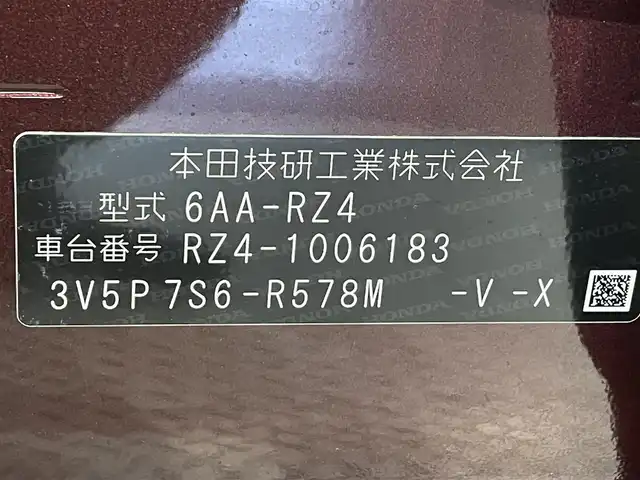 本田技研工業株式会社
型式 6AA-RZ4
車台番号 RZ4-1006183
3V5P 7S6-R578M -V -X